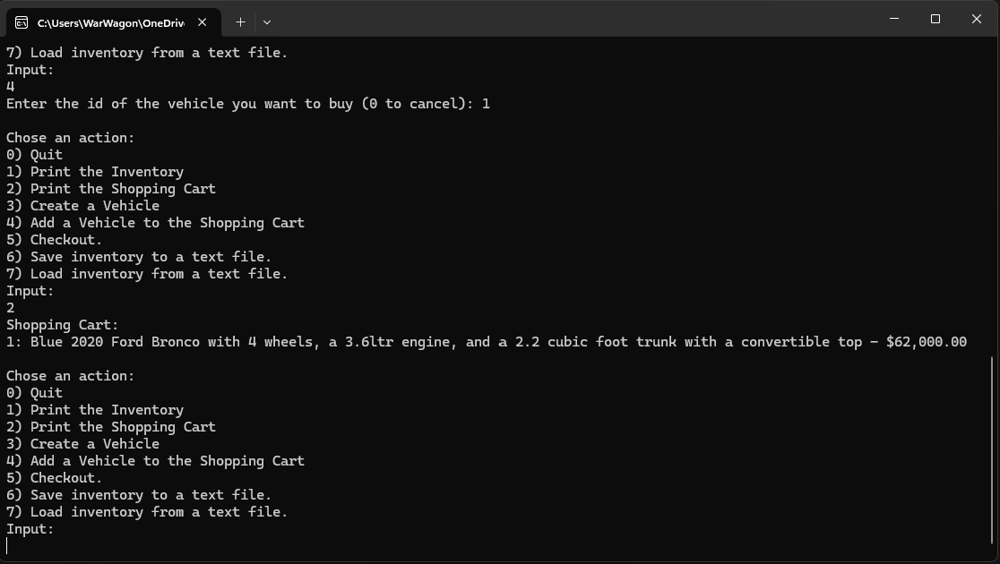 C:\Users\WarWagon\OneDriv
7) Load inventory from a text file.
Input:
4
Enter the id of the vehicle you want to buy (0 to cancel): 1
Chose an action:
0) Quit
1) Print the Inventory
2) Print the Shopping Cart
3) Create a Vehicle
4) Add a Vehicle to the Shopping Cart
5) Checkout.
6) Save inventory to a text file.
7) Load inventory from a text file.
Input:
2
Shopping Cart:
1: Blue 2020 Ford Bronco with 4 wheels, a 3.6ltr engine, and a 2.2 cubic foot trunk with a convertible top - $62,000.00
Chose an action:
0) Quit
1) Print the Inventory
2) Print the Shopping Cart
3) Create a Vehicle
4) Add a Vehicle to the Shopping Cart
5) Checkout.
6) Save inventory to a text file.
7) Load inventory from a text file.
Input: